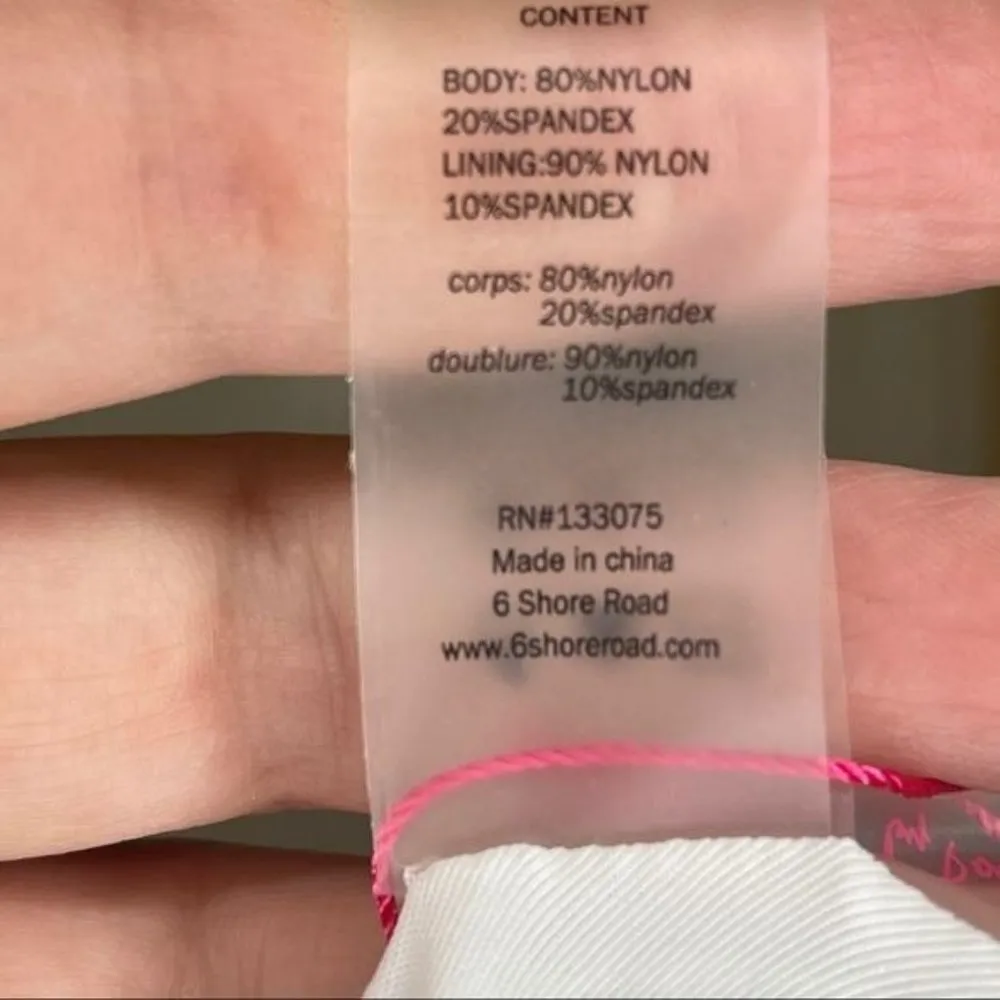 CONTENT
BODY: 80%NYLON
20%SPANDEX
LINING:90% NYLON
10%SPANDEX
corps: 80%nylon
20%spandex
doublure: 90%nylon
10%spandex
RN#133075
Made in china
6 Shore Road
www.6shoreroad.com